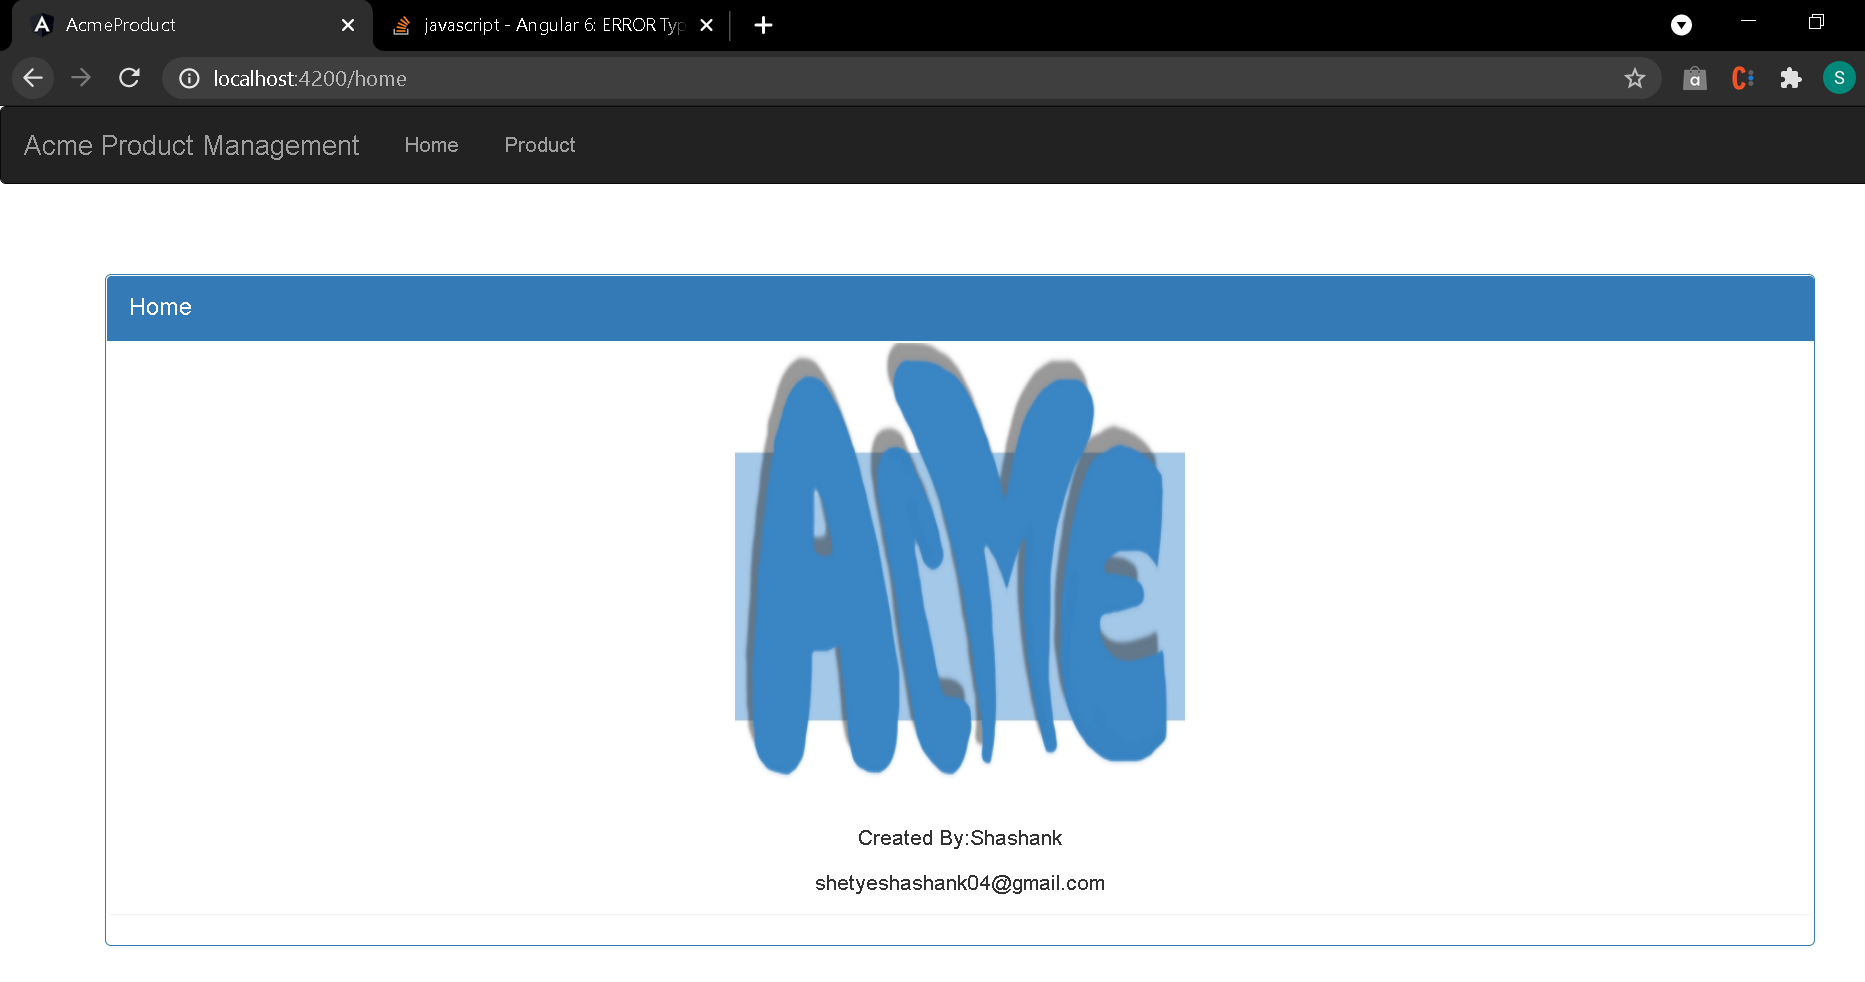 AcmeProduct
javascript - Angular 6: ERROR Typ
localhost:4200/home
S
Acme Product Management
Home
Product
Home
ACME
Created By:Shashank
shetyeshashank04@gmail.com